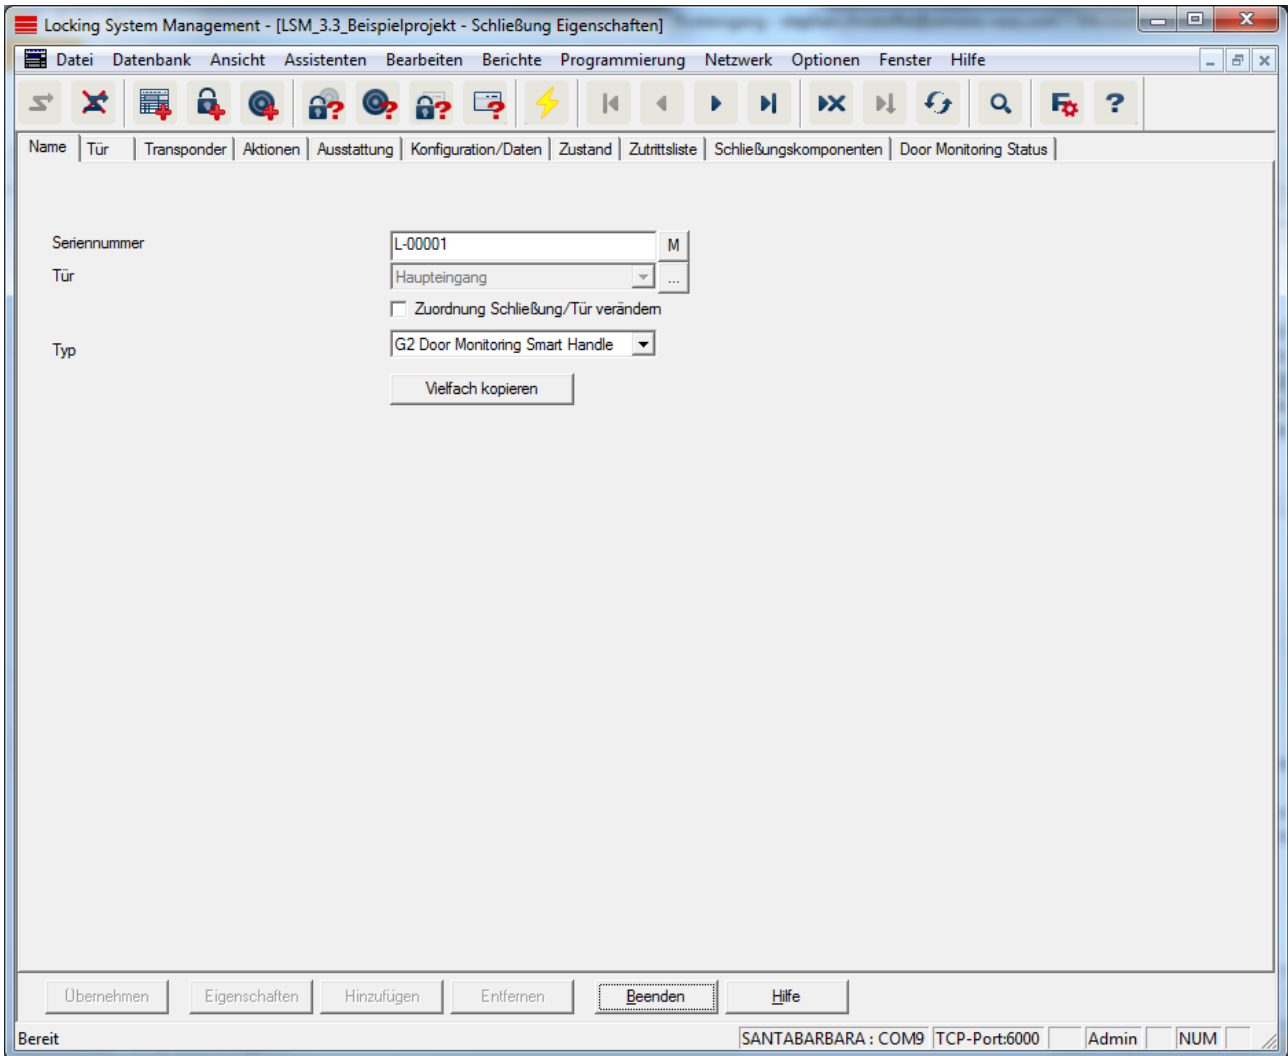 Locking System Management - [LSM_3.3_Beispielprojekt - Schließung Eigenschaften]
Datei Datenbank Ansicht Assistenten Bearbeiten Berichte Programmierung Netzwerk Optionen Fenster Hilfe
Name Tür Transponder Aktionen Ausstattung Konfiguration/Daten Zustand Zutrittsliste Schließungskomponenten Door Monitoring Status
Seriennummer L-00001 M
Tür Haupteingang ...
Zuordnung Schließung/Tür verändern
Typ G2 Door Monitoring Smart Handle
Vielfach kopieren
Übernehmen Eigenschaften Hinzufügen Entfernen Beenden Hilfe
Bereit SANTABARBARA : COM9 TCP-Port:6000 Admin NUM